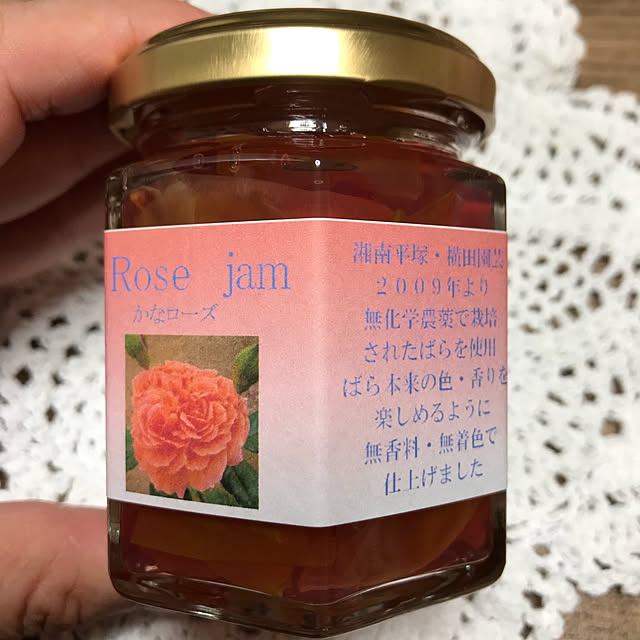 Rose jam
かなローズ
湘南平塚・横田園芸
２００９年より
無化学農薬で栽培
されたばらを使用
ばら本来の色・香りを
楽しめるように
無香料・無着色で
仕上げました